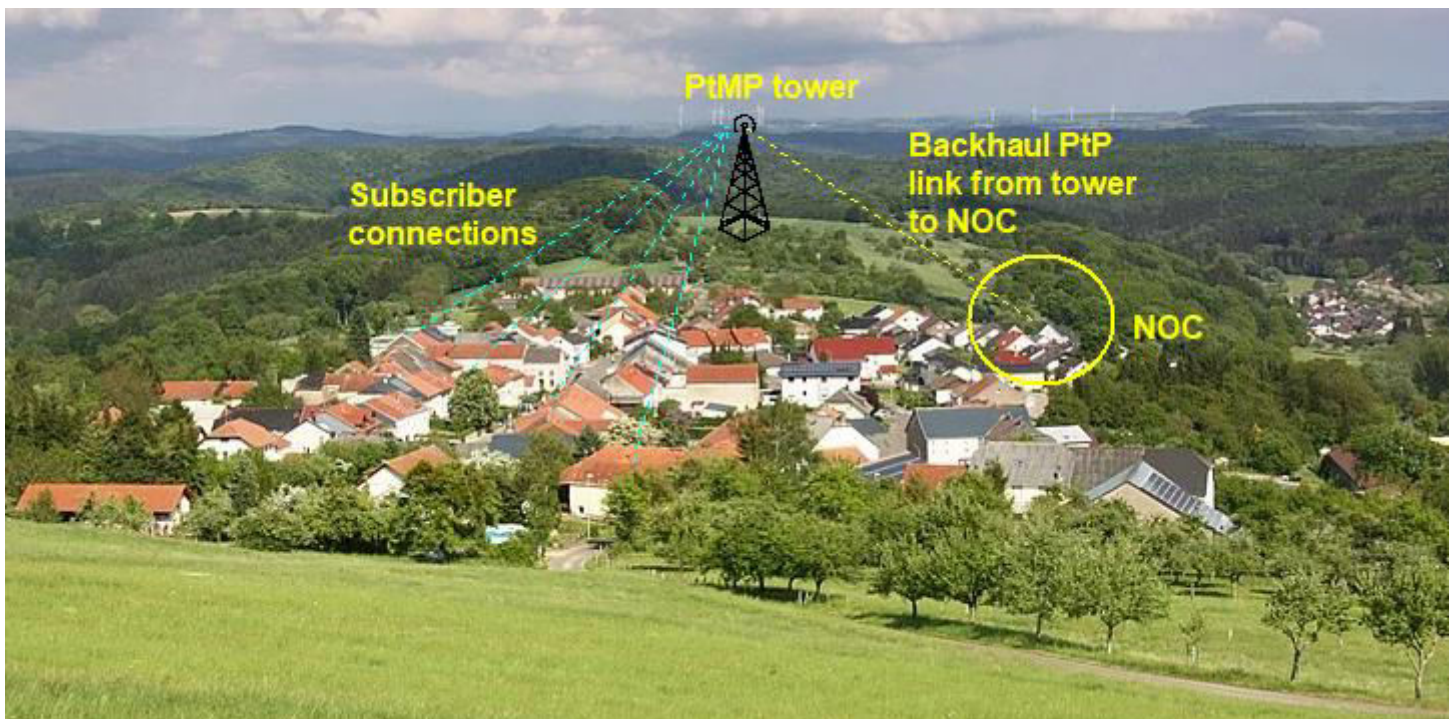 PtMP tower
Backhaul PtP
link from tower
to NOC
Subscriber
connections
NOC